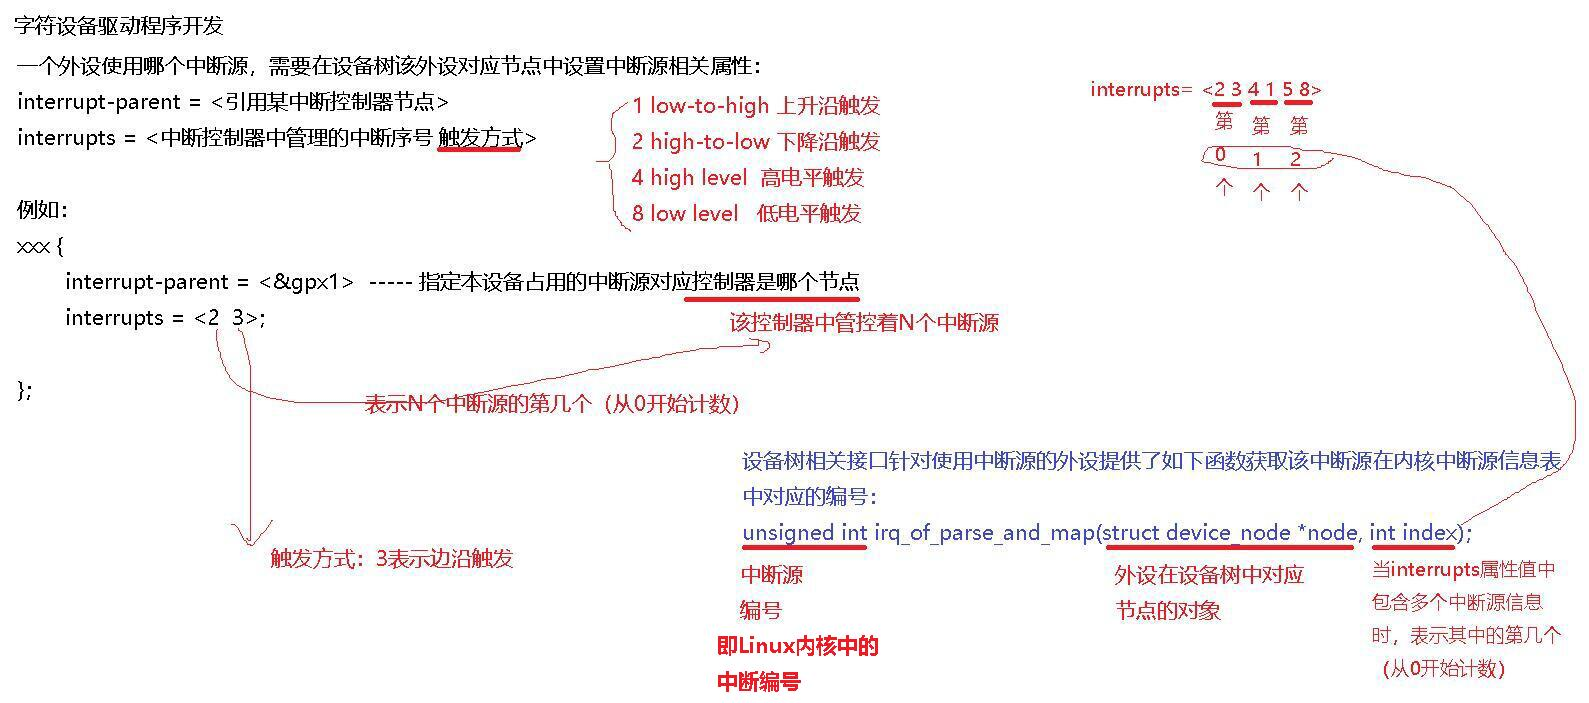 字符设备驱动程序开发
一个外设使用哪个中断源，需要在设备树该外设对应节点中设置中断源相关属性：
interrupt-parent = <引用某中断控制器节点>
interrupts = <中断控制器中管理的中断序号 触发方式>
1 low-to-high 上升沿触发
2 high-to-low 下降沿触发
4 high level 高电平触发
8 low level 低电平触发
interrupts= <2 3 4 1 5 8>
第 第 第
0 1 2
个 个 个
例如：
xxx {
interrupt-parent = <&gpx1> ----- 指定本设备占用的中断源对应控制器是哪个节点
interrupts = <2 3>;
该控制器中管控着N个中断源
};
表示N个中断源的第几个（从0开始计数）
触发方式：3表示边沿触发
设备树相关接口针对使用中断源的外设提供了如下函数获取该中断源在内核中断源信息表
中对应的编号：
unsigned int irq_of_parse_and_map(struct device_node *node, int index);
中断源
编号
即Linux内核中的
中断编号
外设在设备树中对应
节点的对象
当interrupts属性值中
包含多个中断源信息
时，表示其中的第几个
（从0开始计数）